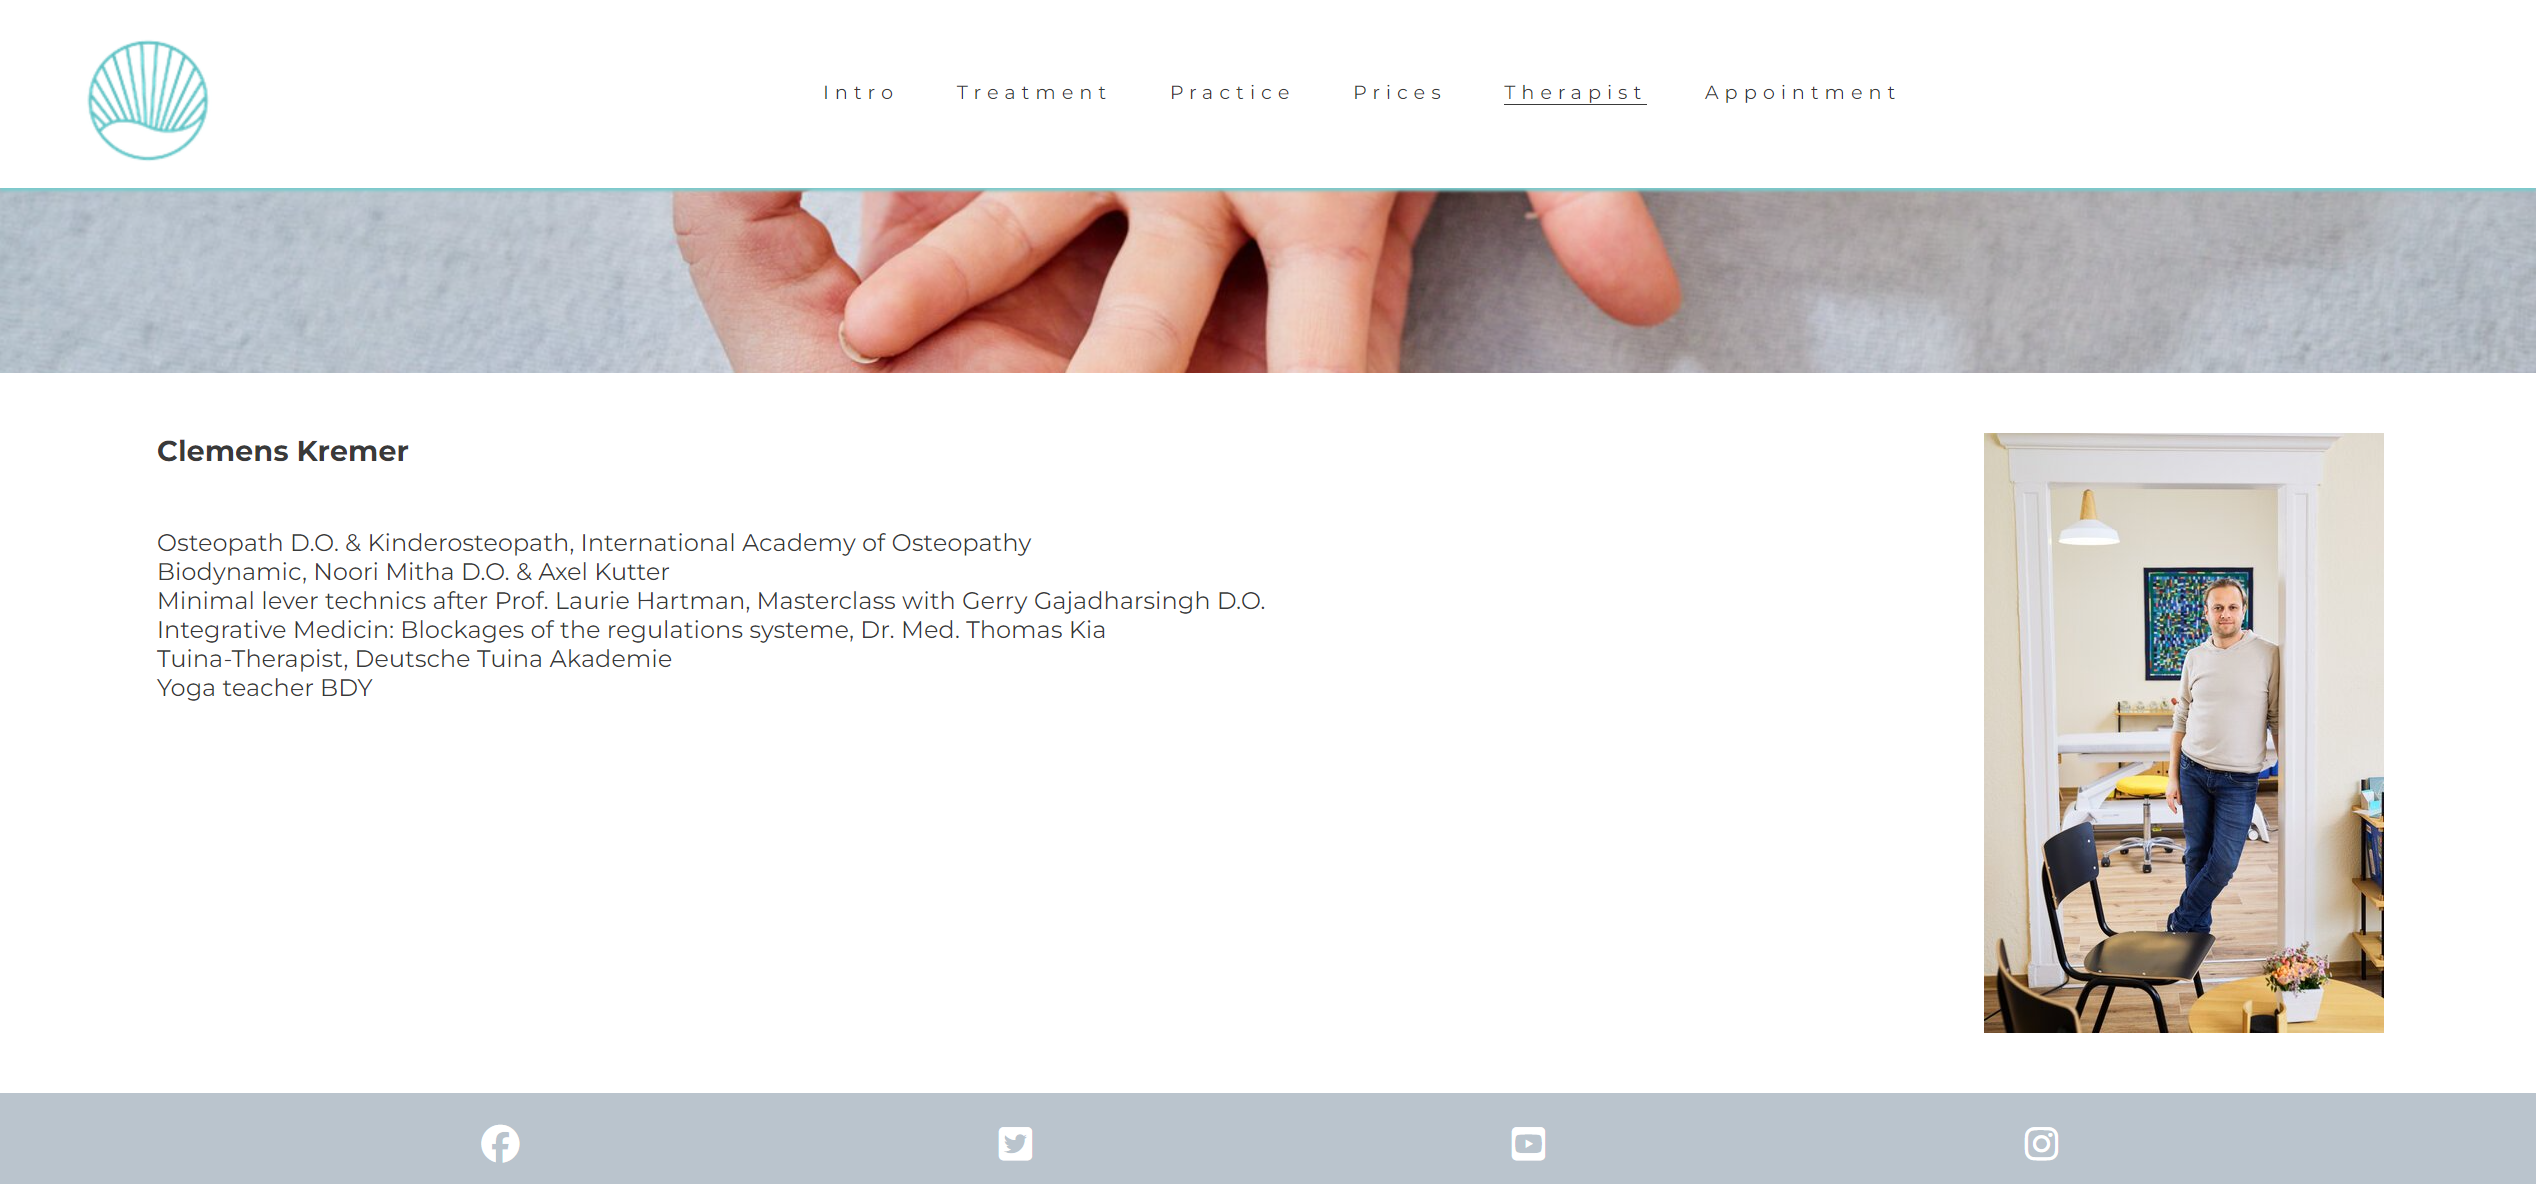 Intro
Treatment
Practice
Prices
Therapist
Appointment
Clemens Kremer
Osteopath D.O. & Kinderosteopath, International Academy of Osteopathy
Biodynamic, Noori Mitha D.O. & Axel Kutter
Minimal lever technics after Prof. Laurie Hartman, Masterclass with Gerry Gajadharsingh D.O.
Integrative Medicin: Blockages of the regulations systeme, Dr. Med. Thomas Kia
Tuina-Therapist, Deutsche Tuina Akademie
Yoga teacher BDY